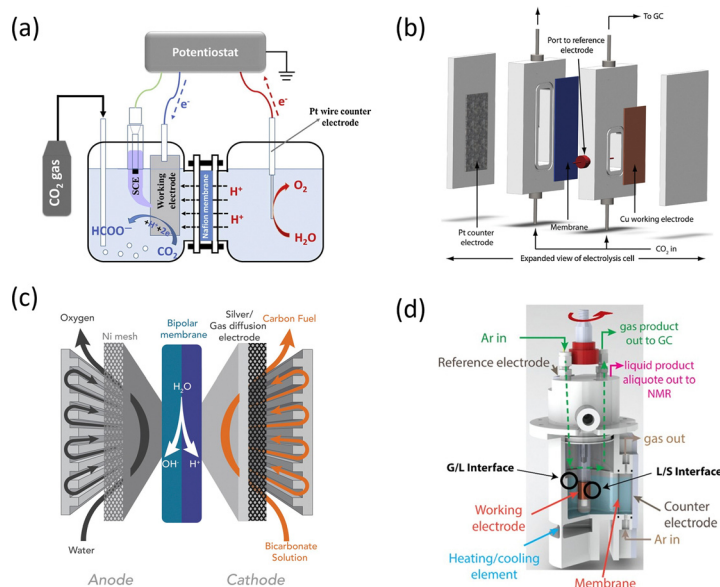 (a)
Potentiostat
e-
e-
Pt wire counter
electrode
CO2 gas
SCE
Working
electrode
Nafion membrane
H+
H+
O2
H2O
HCOO−
+H++2e-
CO2
(b)
To GC
Port to reference
electrode
Pt counter
electrode
Membrane
Cu working electrode
CO2 in
Expanded view of electrolysis cell
(c)
Oxygen
Ni mesh
Bipolar
membrane
Silver/
Gas diffusion
electrode
Carbon Fuel
H2O
OH-
H+
Water
Bicarbonate
Solution
Anode
Cathode
(d)
Ar in
gas product
out to GC
Reference electrode
liquid product
aliquote out to
NMR
gas out
G/L Interface
L/S Interface
Working
electrode
Counter
electrode
Heating/cooling
element
Ar in
Membrane